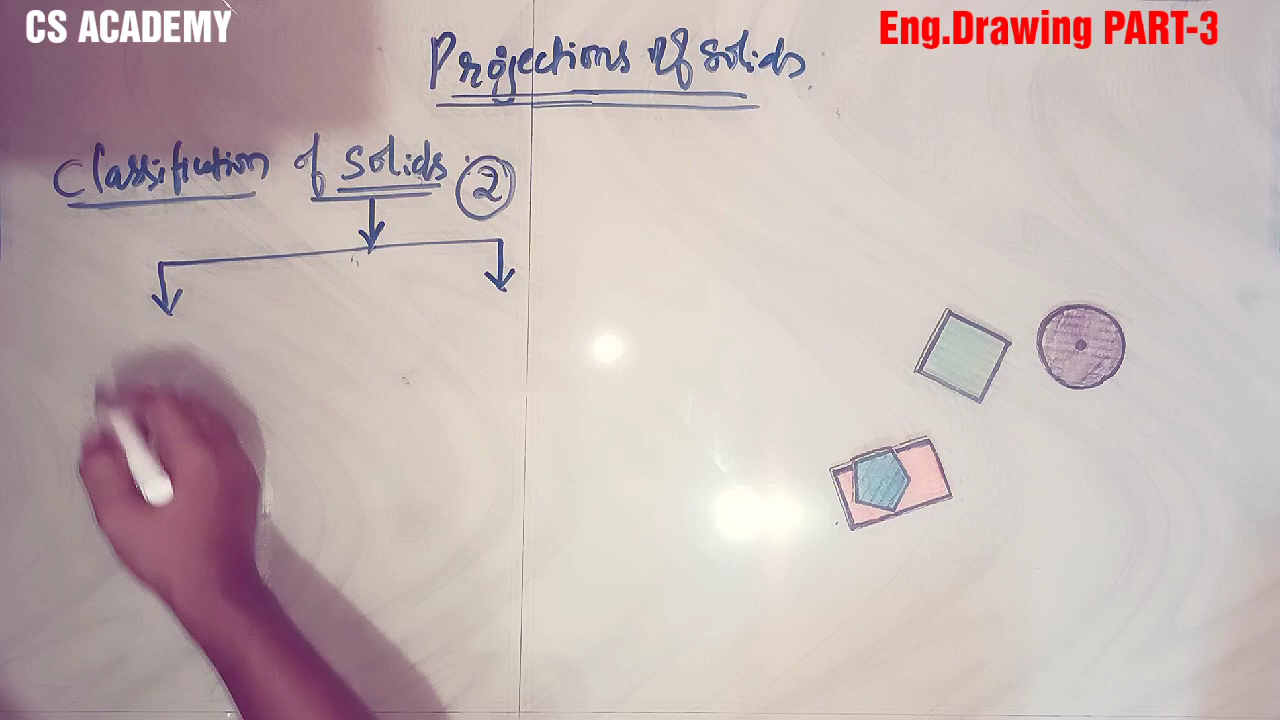 CS ACADEMY
Eng.Drawing PART-3
Projections of solids
Classification of solids 2